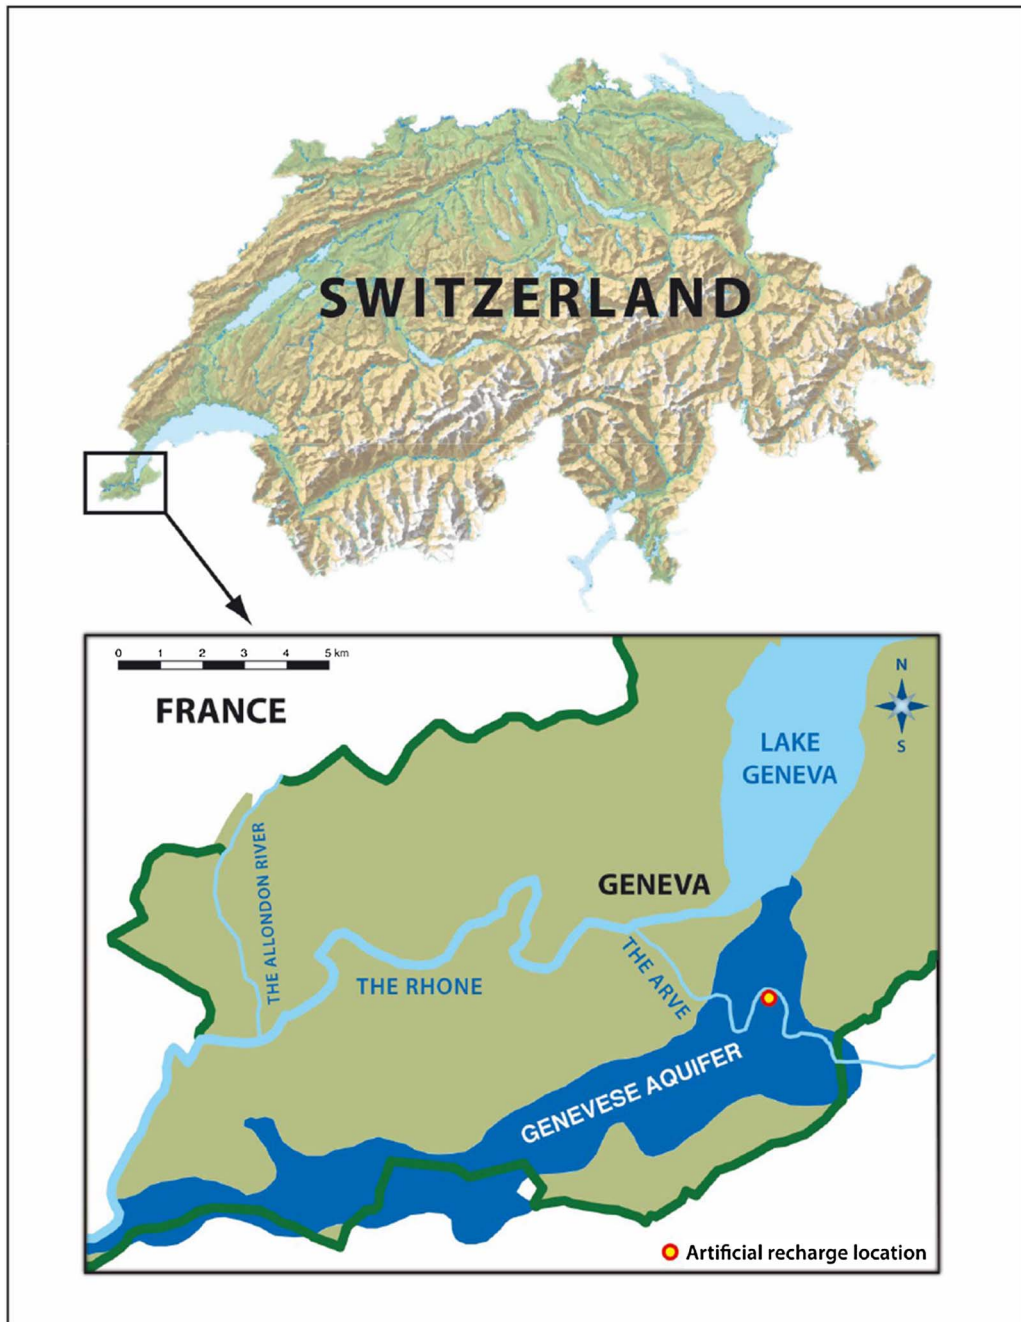 SWITZERLAND
0 1 2 3 4 5 km
FRANCE
N
S
LAKE
GENEVA
GENEVA
THE ALLONDON RIVER
THE RHONE
THE ARVE
GENEVESE AQUIFER
Artificial recharge location